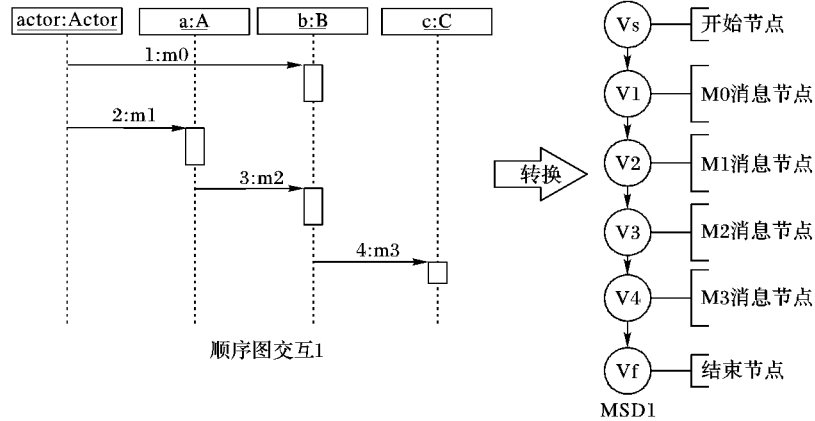 actor:Actor
a:A
b:B
c:C
1:m0
2:m1
3:m2
4:m3
顺序图交互1
转换
Vs
开始节点
V1
M0消息节点
V2
M1消息节点
V3
M2消息节点
V4
M3消息节点
Vf
结束节点
MSD1